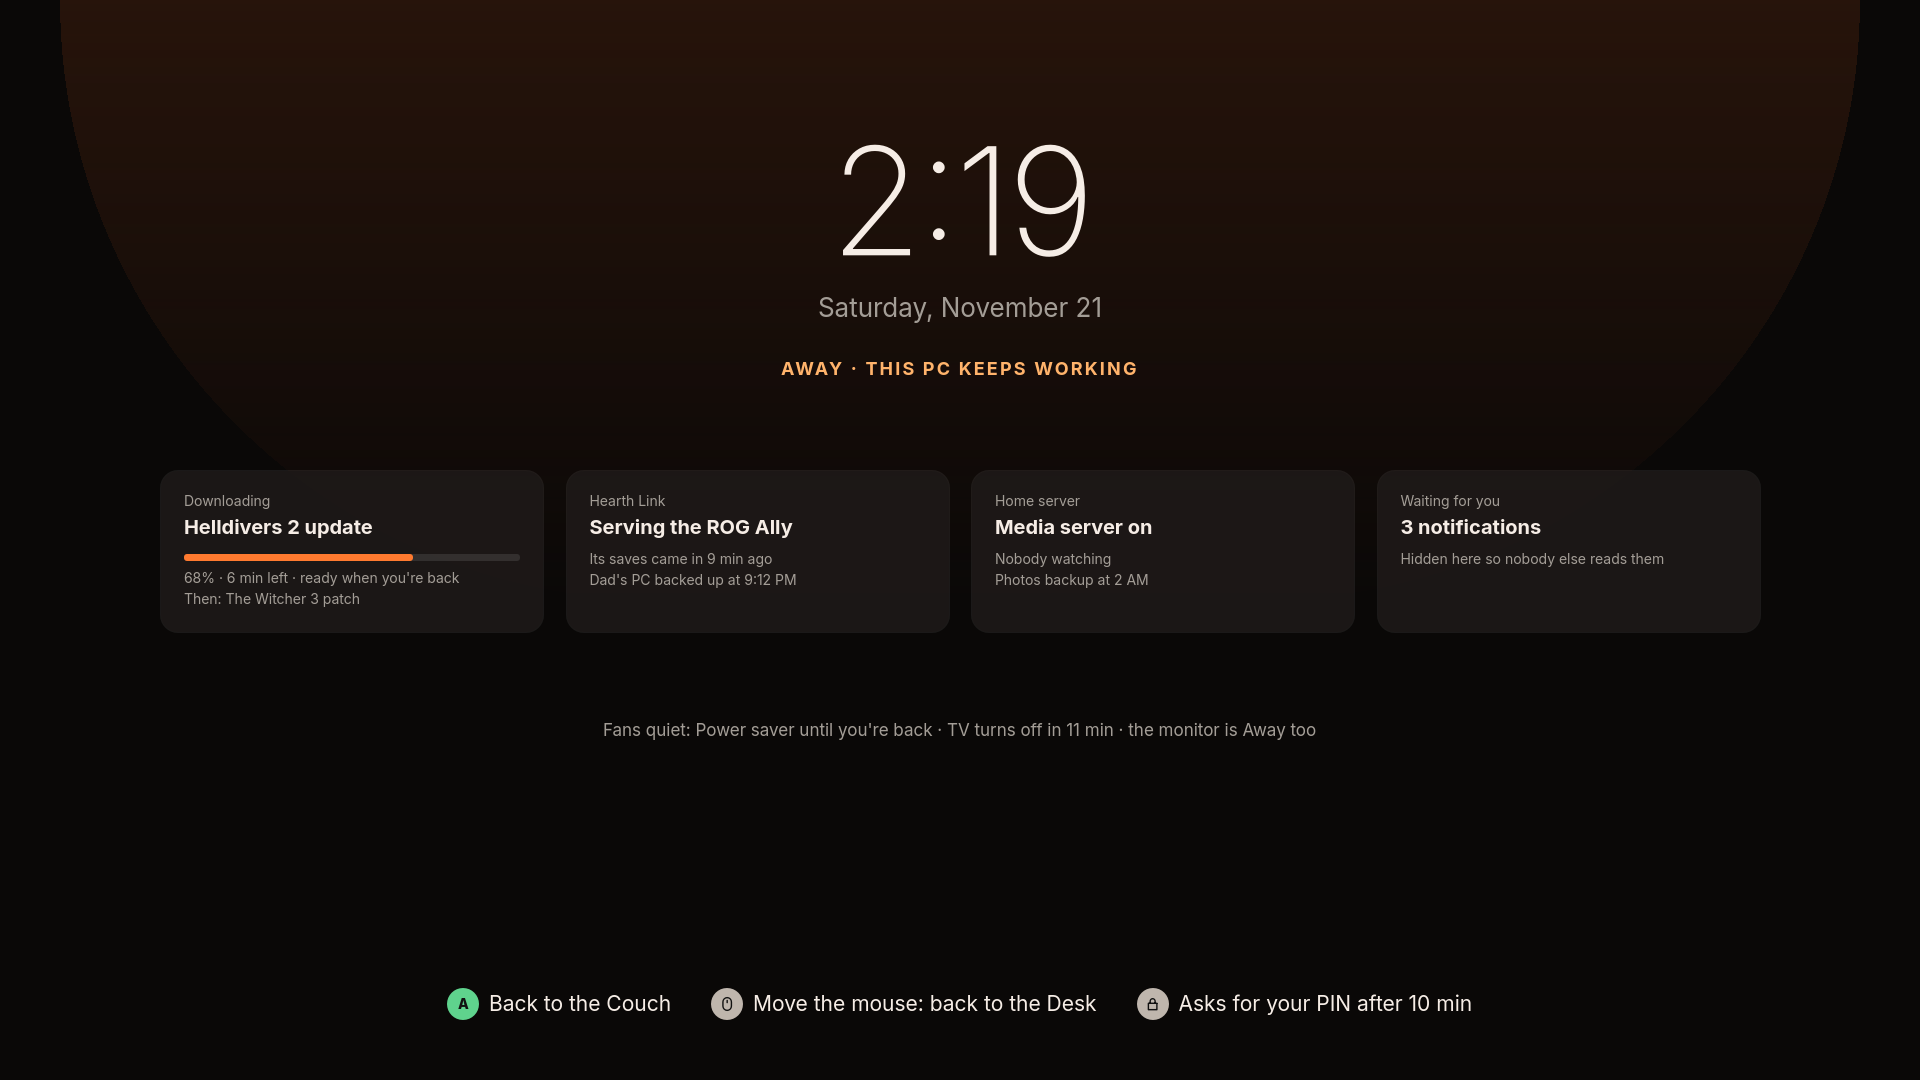 2:19
Saturday, November 21
AWAY · THIS PC KEEPS WORKING
Downloading
Helldivers 2 update
68% · 6 min left · ready when you're back
Then: The Witcher 3 patch
Hearth Link
Serving the ROG Ally
Its saves came in 9 min ago
Dad's PC backed up at 9:12 PM
Home server
Media server on
Nobody watching
Photos backup at 2 AM
Waiting for you
3 notifications
Hidden here so nobody else reads them
Fans quiet: Power saver until you're back · TV turns off in 11 min · the monitor is Away too
A Back to the Couch
Move the mouse: back to the Desk
Asks for your PIN after 10 min